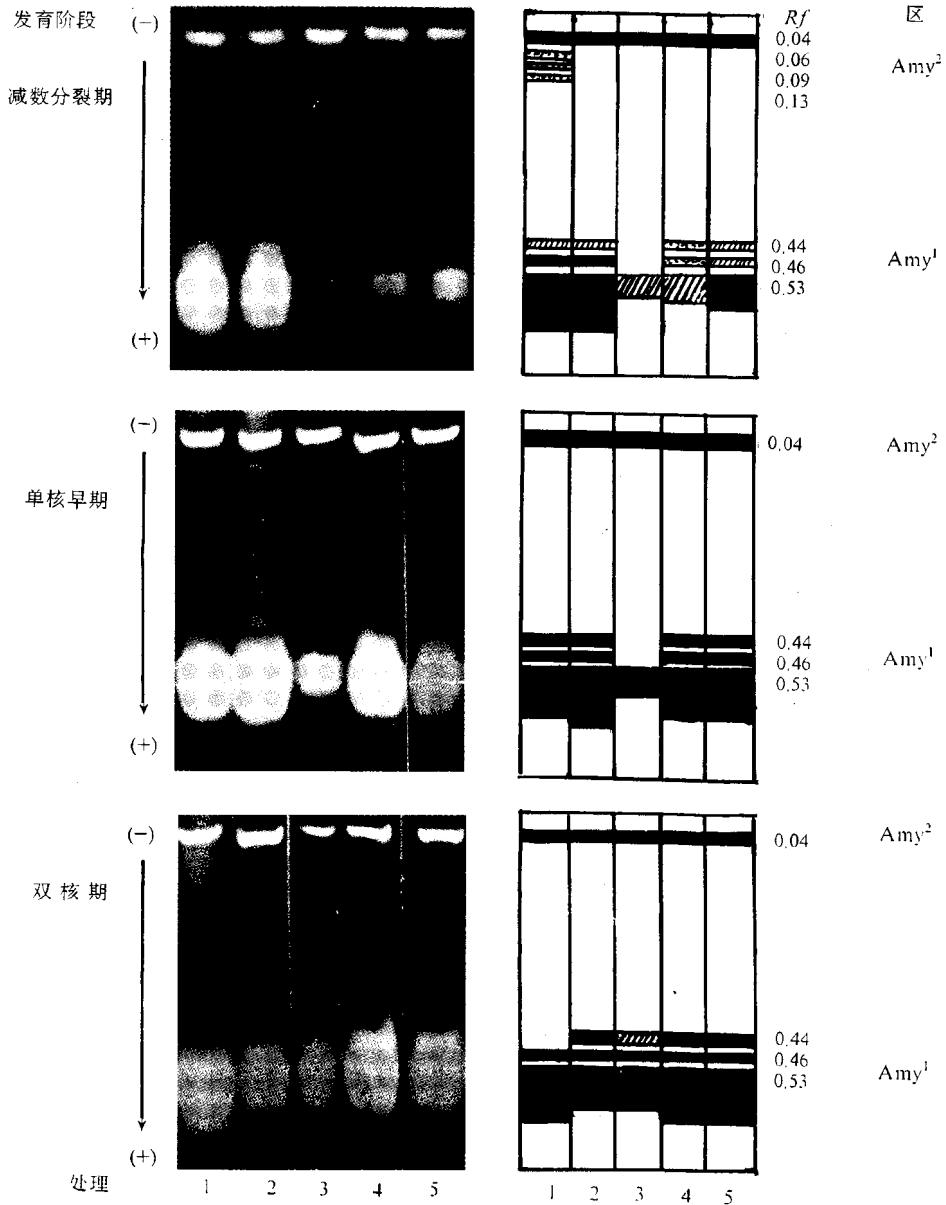 发育阶段 (−) Rf 区
0.04
0.06 Amy²
0.09
减数分裂期 0.13
0.44
0.46 Amy¹
0.53
(+)
(−) 0.04 Amy²
单核早期
0.44
0.46 Amy¹
0.53
(+)
(−) 0.04 Amy²
双核期
0.44
0.46
0.53 Amy¹
(+)
处理 1 2 3 4 5 1 2 3 4 5